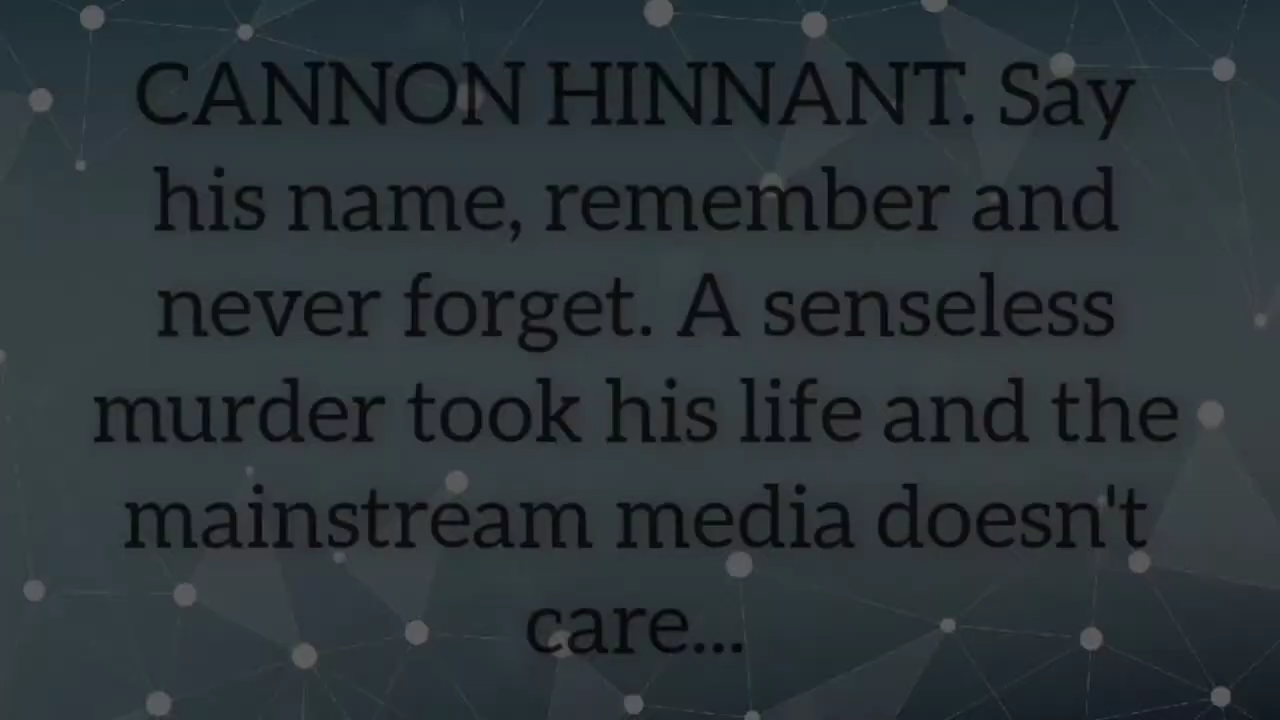 CANNON HINNANT. Say
his name, remember and
never forget. A senseless
murder took his life and the
mainstream media doesn't
care...